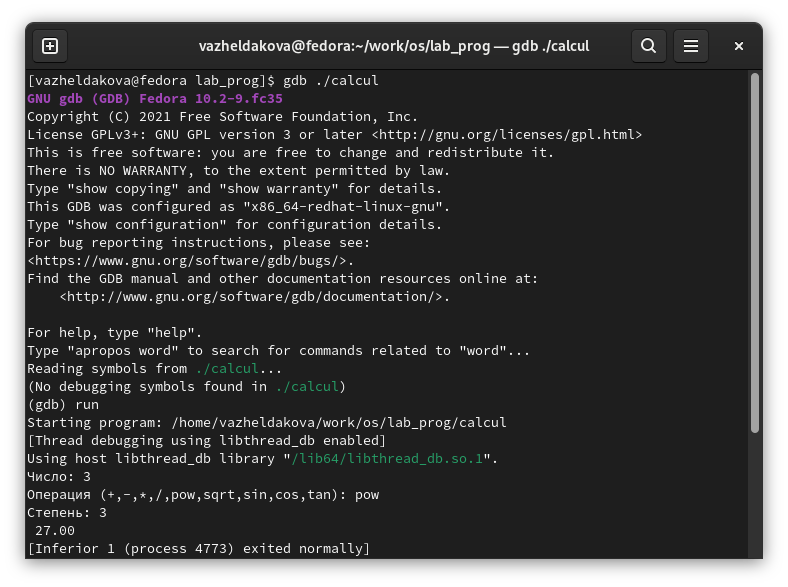 vazheldakova@fedora:~/work/os/lab_prog — gdb ./calcul
[vazheldakova@fedora lab_prog]$ gdb ./calcul
GNU gdb (GDB) Fedora 10.2-9.fc35
Copyright (C) 2021 Free Software Foundation, Inc.
License GPLv3+: GNU GPL version 3 or later <http://gnu.org/licenses/gpl.html>
This is free software: you are free to change and redistribute it.
There is NO WARRANTY, to the extent permitted by law.
Type "show copying" and "show warranty" for details.
This GDB was configured as "x86_64-redhat-linux-gnu".
Type "show configuration" for configuration details.
For bug reporting instructions, please see:
<https://www.gnu.org/software/gdb/bugs/>.
Find the GDB manual and other documentation resources online at:
    <http://www.gnu.org/software/gdb/documentation/>.

For help, type "help".
Type "apropos word" to search for commands related to "word"...
Reading symbols from ./calcul...
(No debugging symbols found in ./calcul)
(gdb) run
Starting program: /home/vazheldakova/work/os/lab_prog/calcul
[Thread debugging using libthread_db enabled]
Using host libthread_db library "/lib64/libthread_db.so.1".
Число: 3
Операция (+,-,*,/,pow,sqrt,sin,cos,tan): pow
Степень: 3
 27.00
[Inferior 1 (process 4773) exited normally]